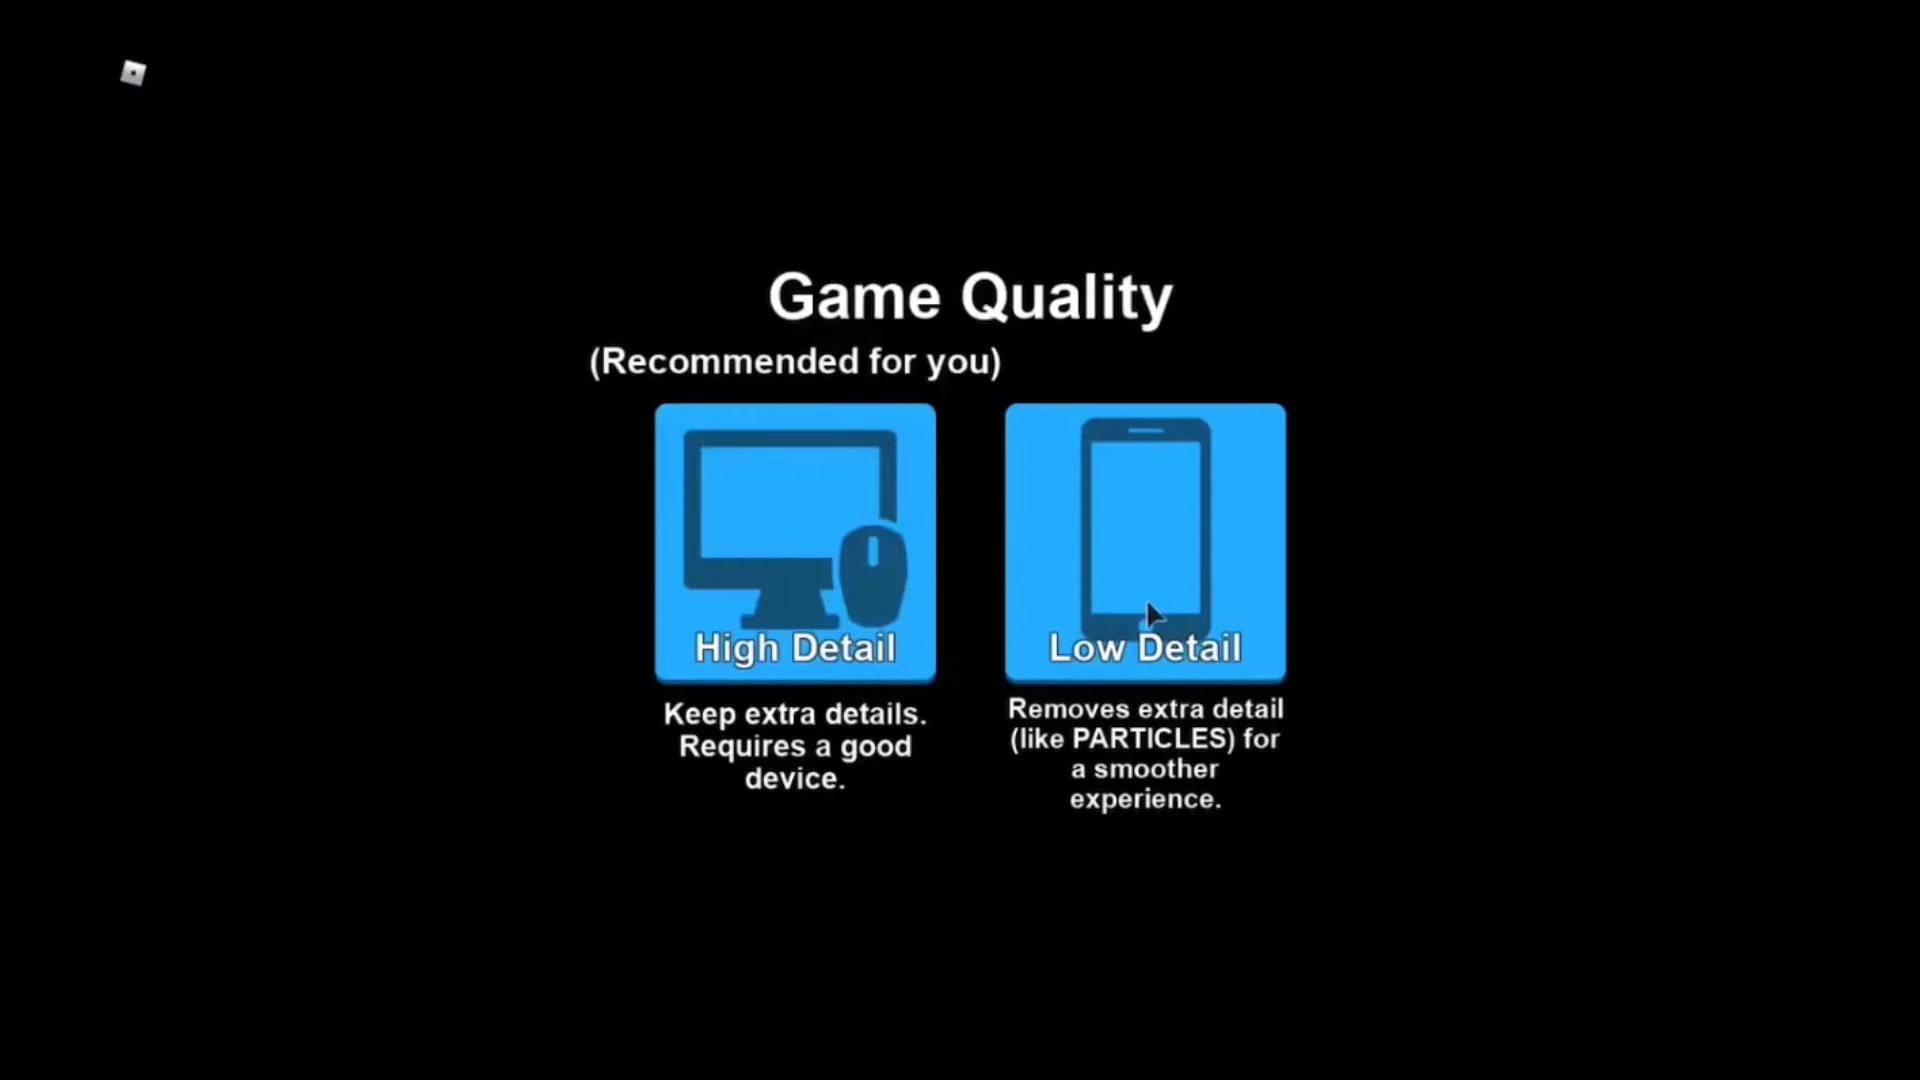 Game Quality
(Recommended for you)
High Detail
Keep extra details.
Requires a good
device.
Low Detail
Removes extra detail
(like PARTICLES) for
a smoother
experience.